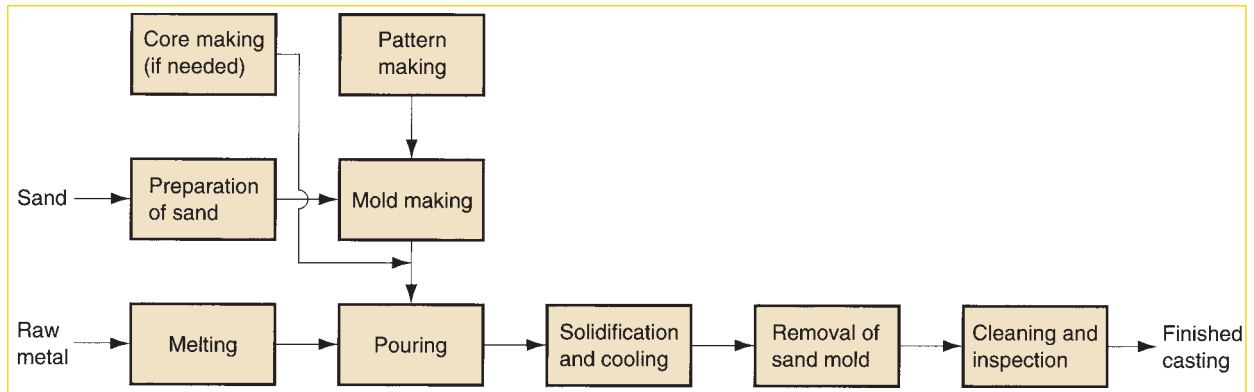 Core making
(if needed)
Pattern
making
Sand
Preparation
of sand
Mold making
Raw
metal
Melting
Pouring
Solidification
and cooling
Removal of
sand mold
Cleaning and
inspection
Finished
casting